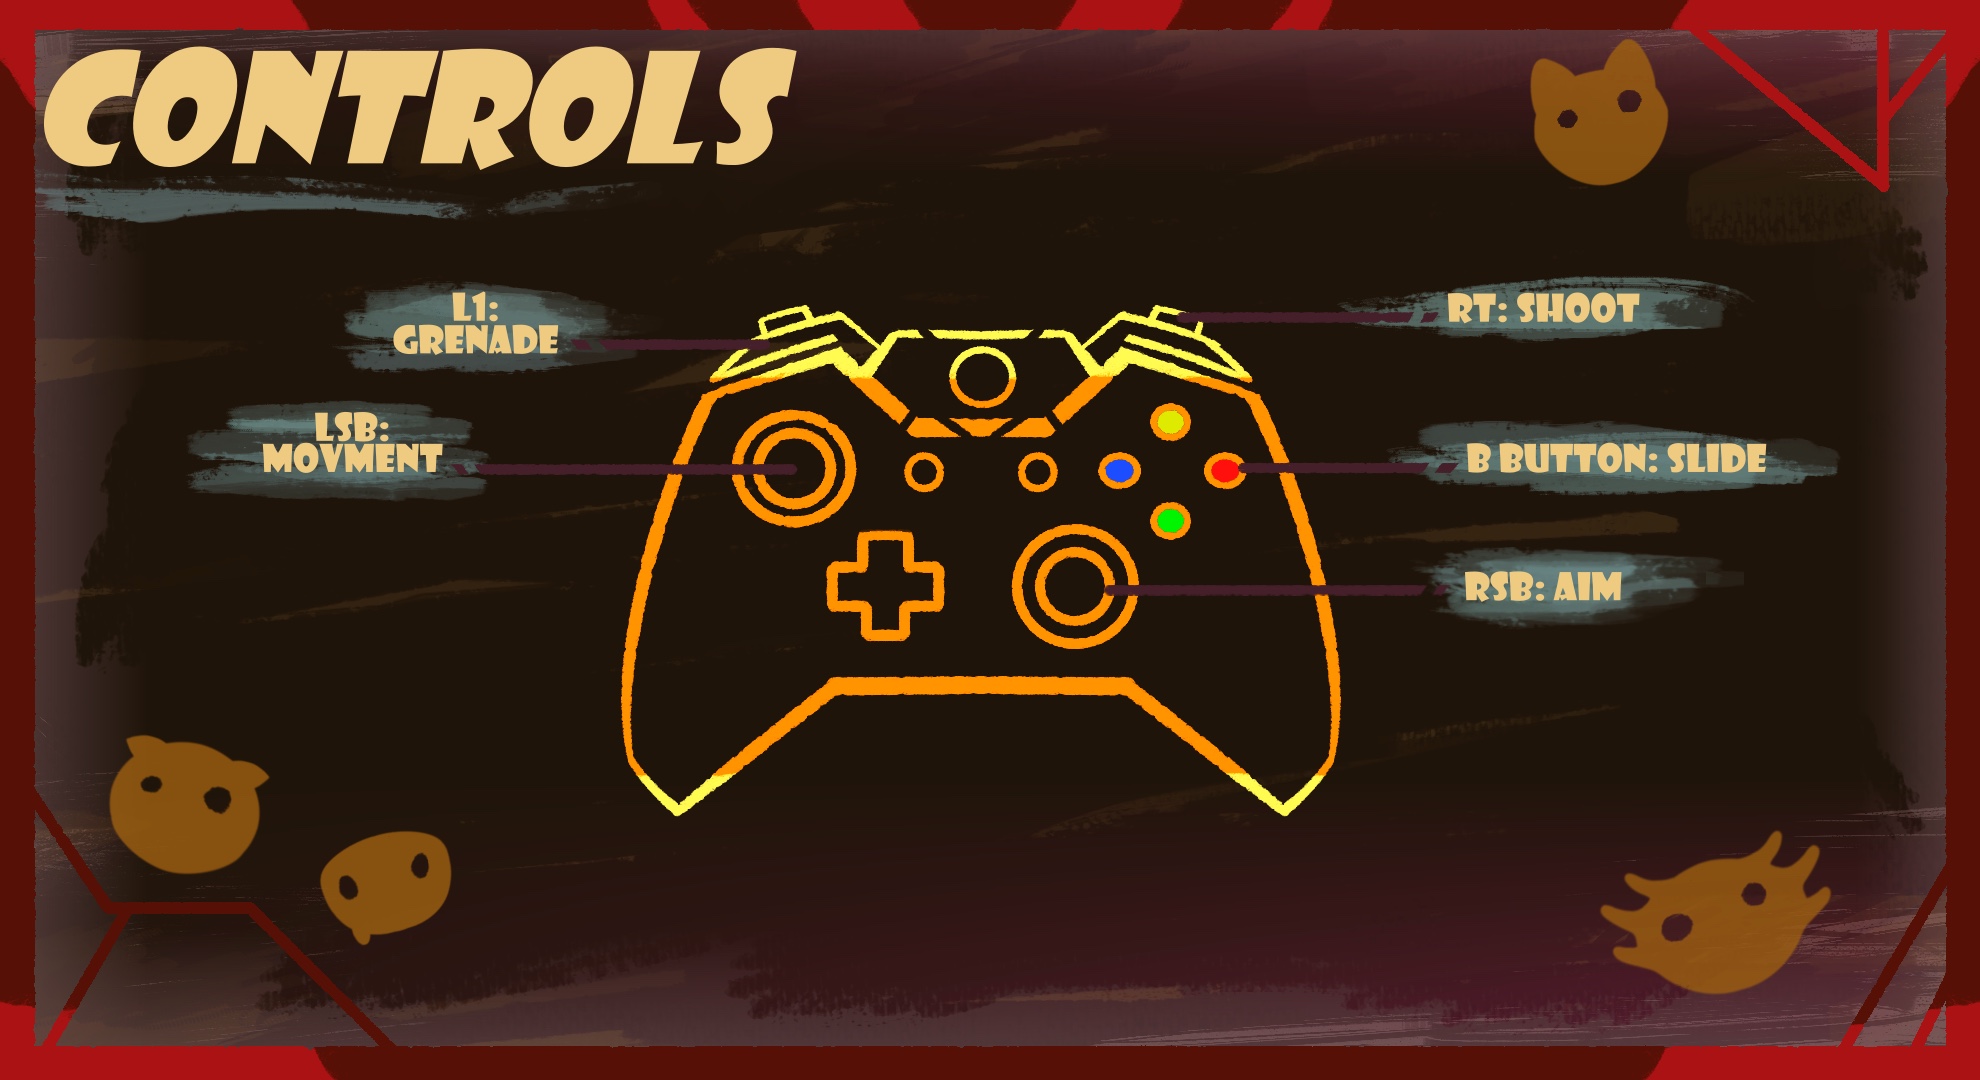 CONTROLS
L1:
GRENADE
RT: SHOOT
LSB:
MOVMENT
B BUTTON: SLIDE
RSB: AIM